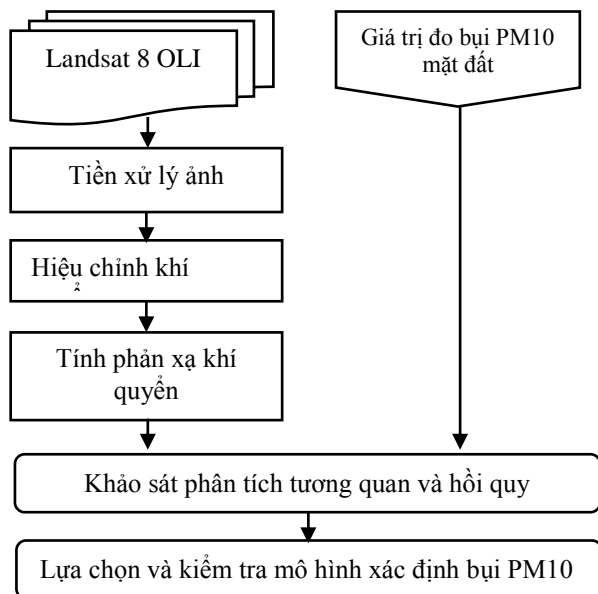 Landsat 8 OLI
Giá trị đo bụi PM10
mặt đất
Tiền xử lý ảnh
Hiệu chỉnh khí
Tính phản xạ khí
quyển
Khảo sát phân tích tương quan và hồi quy
Lựa chọn và kiểm tra mô hình xác định bụi PM10